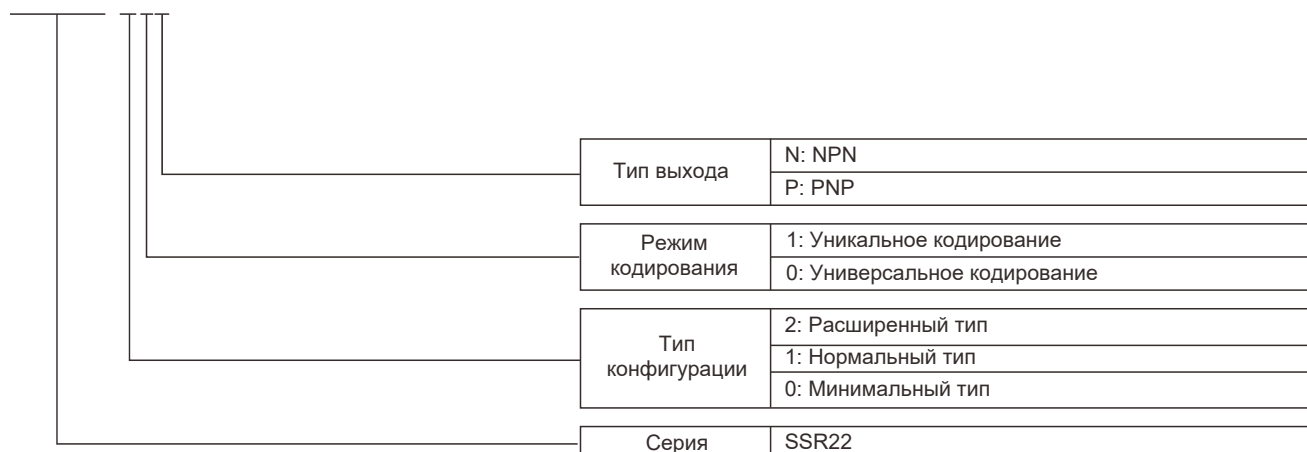 Тип выхода
N: NPN
P: PNP
Режим
кодирования
1: Уникальное кодирование
0: Универсальное кодирование
Тип
конфигурации
2: Расширенный тип
1: Нормальный тип
0: Минимальный тип
Серия
SSR22